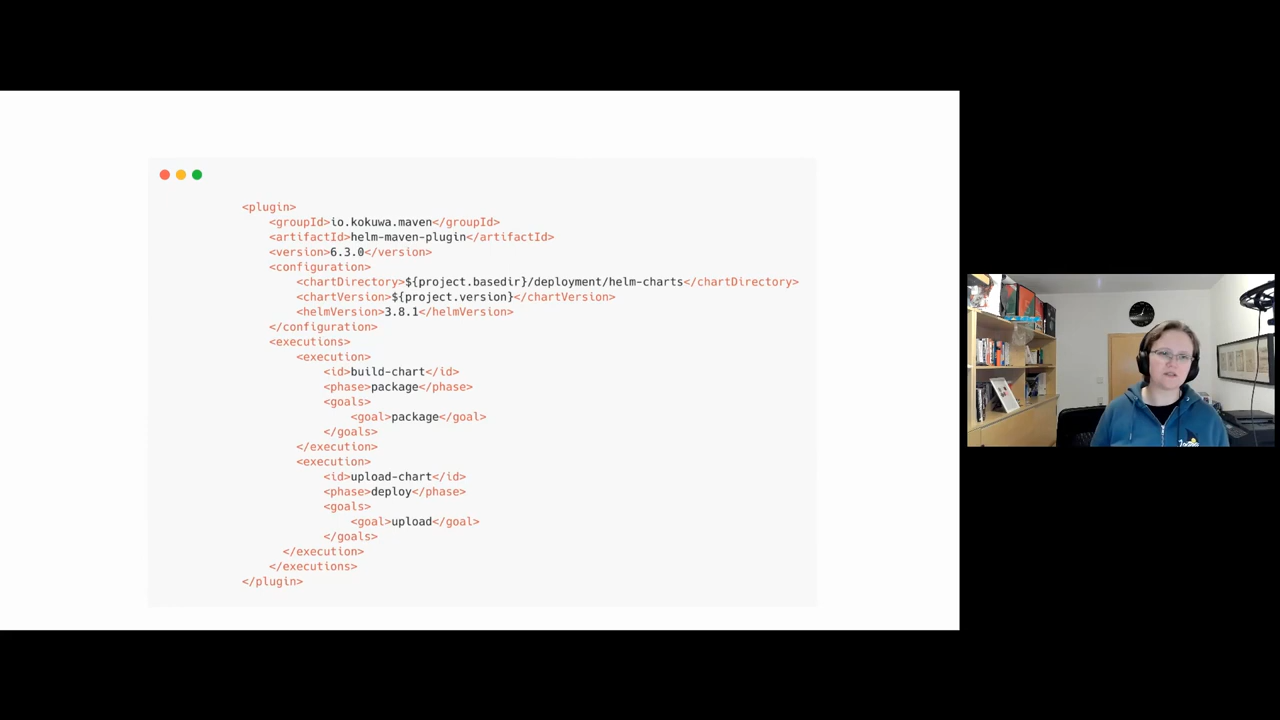 <plugin>
<groupId>io.kokuwa.maven</groupId>
<artifactId>helm-maven-plugin</artifactId>
<version>6.3.0</version>
<configuration>
<chartDirectory>${project.basedir}/deployment/helm-charts</chartDirectory>
<chartVersion>${project.version}</chartVersion>
<helmVersion>3.8.1</helmVersion>
</configuration>
<executions>
<execution>
<id>build-chart</id>
<phase>package</phase>
<goals>
<goal>package</goal>
</goals>
</execution>
<execution>
<id>upload-chart</id>
<phase>deploy</phase>
<goals>
<goal>upload</goal>
</goals>
</execution>
</executions>
</plugin>